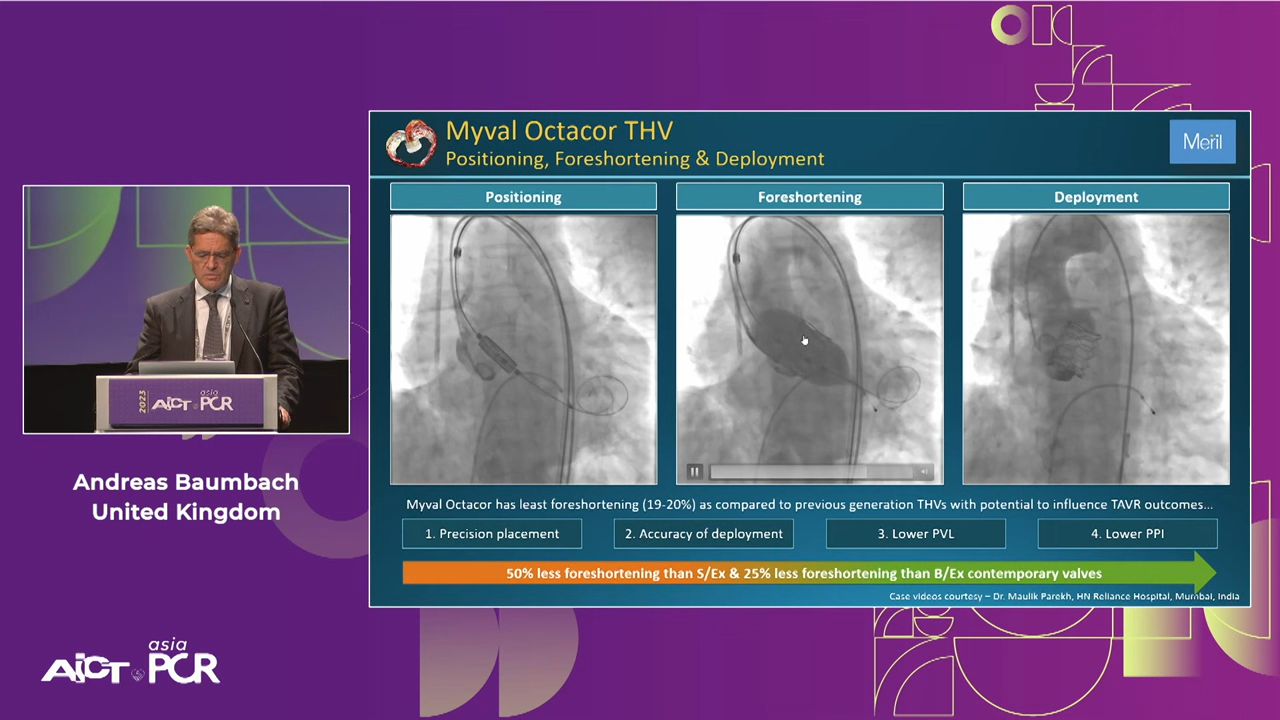 Myval Octacor THV
Positioning, Foreshortening & Deployment
Meril
Positioning
Foreshortening
Deployment
Myval Octacor has least foreshortening (19-20%) as compared to previous generation THVs with potential to influence TAVR outcomes...
1. Precision placement
2. Accuracy of deployment
3. Lower PVL
4. Lower PPI
50% less foreshortening than S/Ex & 25% less foreshortening than B/Ex contemporary valves
Case videos courtesy – Dr. Maulik Parekh, HN Reliance Hospital, Mumbai, India
2023 AICT asia PCR
Andreas Baumbach
United Kingdom
asia
AICT PCR